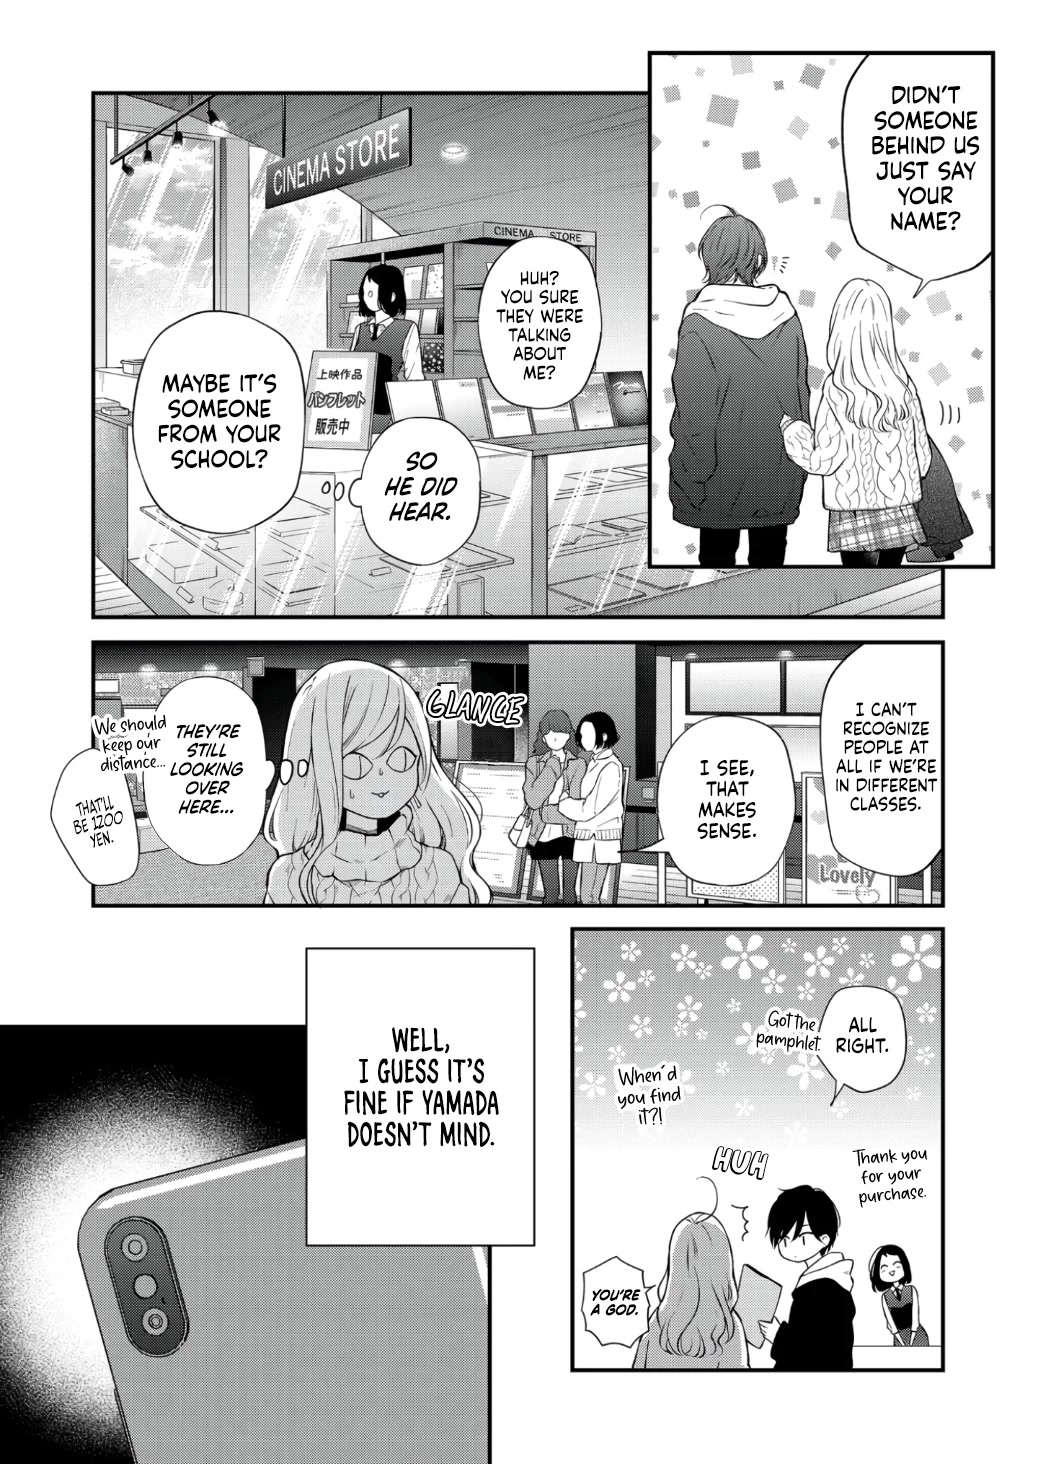 DIDN'T
SOMEONE
BEHIND US
JUST SAY
YOUR
NAME?
CINEMA STORE
CINEMA STORE
HUH?
YOU SURE
THEY WERE
TALKING
ABOUT
ME?
上映作品
パンフレット
販売中
SO
HE DID
HEAR.
MAYBE IT'S
SOMEONE
FROM YOUR
SCHOOL?
I CAN'T
RECOGNIZE
PEOPLE AT
ALL IF WE'RE
IN DIFFERENT
CLASSES.
Lovely
I SEE,
THAT
MAKES
SENSE.
GLANCE
THEY'RE
STILL
LOOKING
OVER
HERE...
We should
keep our
distance...
THAT'LL
BE 1200
YEN.
ALL
RIGHT.
Got the
pamphlet.
When'd
you find
it?!
HUH
Thank you
for your
purchase.
YOU'RE
A GOD.
WELL,
I GUESS IT'S
FINE IF YAMADA
DOESN'T MIND.